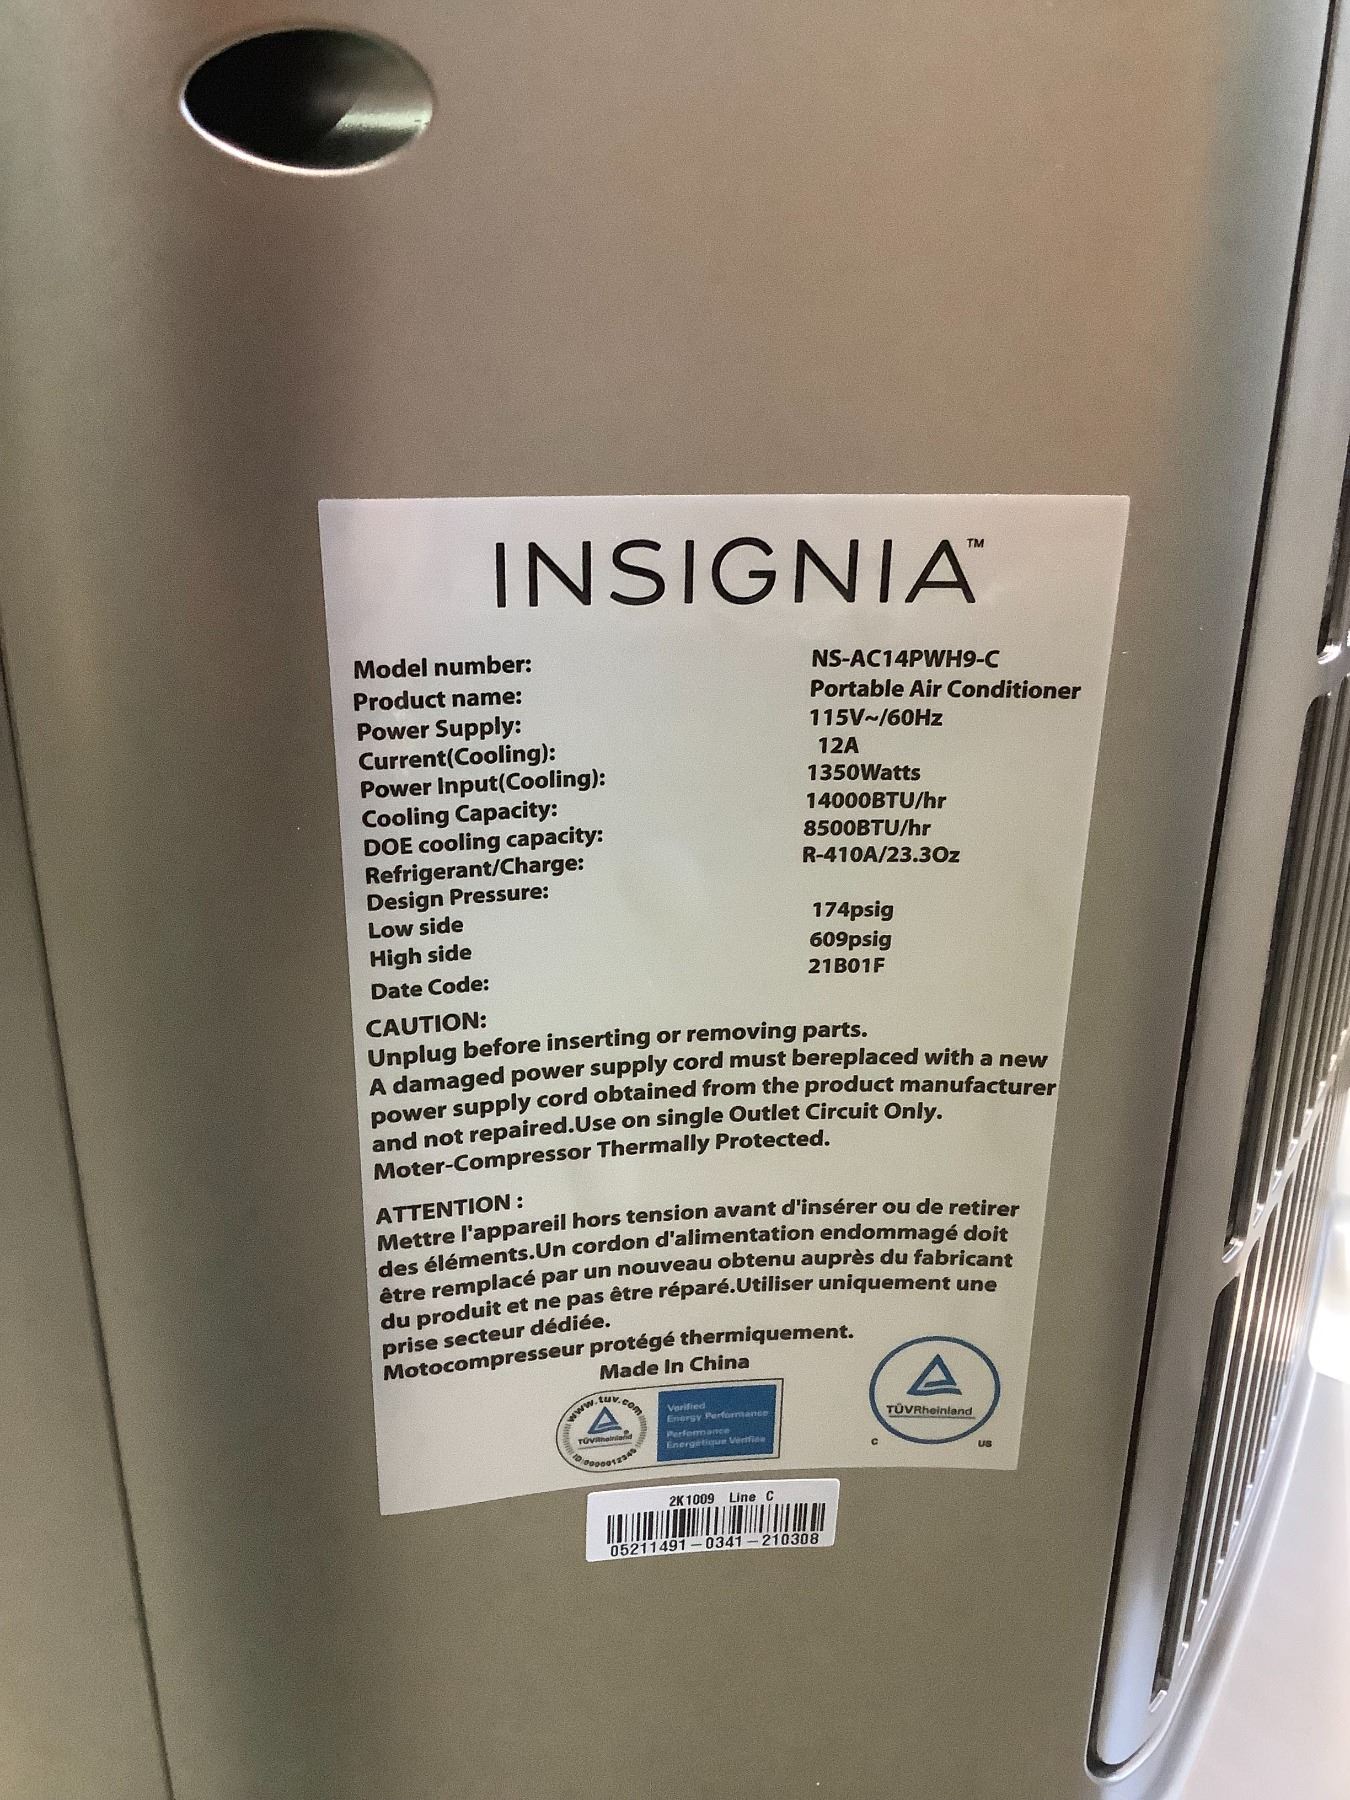 INSIGNIA™
Model number: NS-AC14PWH9-C
Product name: Portable Air Conditioner
Power Supply: 115V~/60Hz
Current(Cooling): 12A
Power Input(Cooling): 1350Watts
Cooling Capacity: 14000BTU/hr
DOE cooling capacity: 8500BTU/hr
Refrigerant/Charge: R-410A/23.3Oz
Design Pressure:
Low side 174psig
High side 609psig
Date Code: 21B01F
CAUTION:
Unplug before inserting or removing parts.
A damaged power supply cord must bereplaced with a new
power supply cord obtained from the product manufacturer
and not repaired.Use on single Outlet Circuit Only.
Moter-Compressor Thermally Protected.
ATTENTION :
Mettre l'appareil hors tension avant d'insérer ou de retirer
des éléments.Un cordon d'alimentation endommagé doit
être remplacé par un nouveau obtenu auprès du fabricant
du produit et ne pas être réparé.Utiliser uniquement une
prise secteur dédiée.
Motocompresseur protégé thermiquement.
Made In China
www.tuv.com
TÜVRheinland®
ID:0000012345
Verified
Energy Performance
Performance
Énergétique Vérifiée
TÜVRheinland
C US
2K1009 Line C
05211491-0341-210308